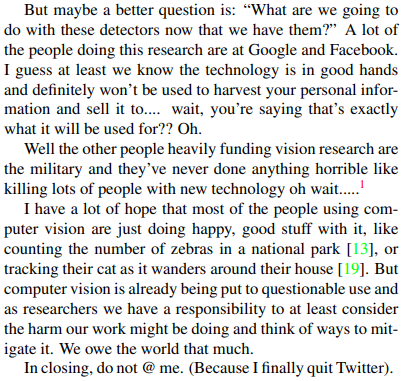 But maybe a better question is: “What are we going to
do with these detectors now that we have them?” A lot of
the people doing this research are at Google and Facebook.
I guess at least we know the technology is in good hands
and definitely won’t be used to harvest your personal infor-
mation and sell it to.... wait, you’re saying that’s exactly
what it will be used for?? Oh.
Well the other people heavily funding vision research are
the military and they’ve never done anything horrible like
killing lots of people with new technology oh wait.....1
I have a lot of hope that most of the people using com-
puter vision are just doing happy, good stuff with it, like
counting the number of zebras in a national park [13], or
tracking their cat as it wanders around their house [19]. But
computer vision is already being put to questionable use and
as researchers we have a responsibility to at least consider
the harm our work might be doing and think of ways to mit-
igate it. We owe the world that much.
In closing, do not @ me. (Because I finally quit Twitter).